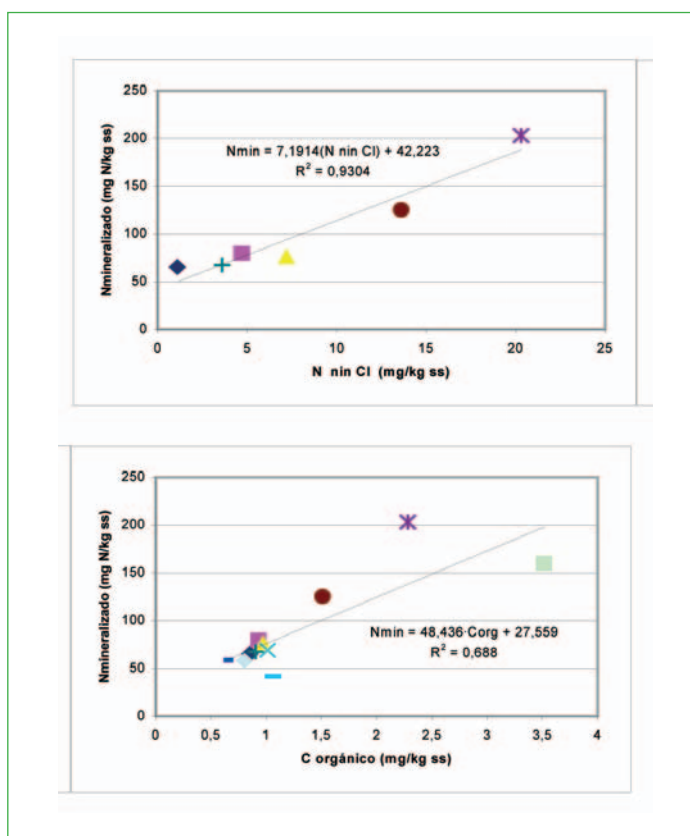 250
200
150
100
50
0
Nmineralizado (mg N/kg ss)
Nmin = 7,1914(N nin Cl) + 42,223
R² = 0,9304
0 5 10 15 20 25
N nin Cl (mg/kg ss)
250
200
150
100
50
0
Nmineralizado (mg N/kg ss)
Nmin = 48,436·Corg + 27,559
R² = 0,688
0 0,5 1 1,5 2 2,5 3 3,5 4
C orgánico (mg/kg ss)